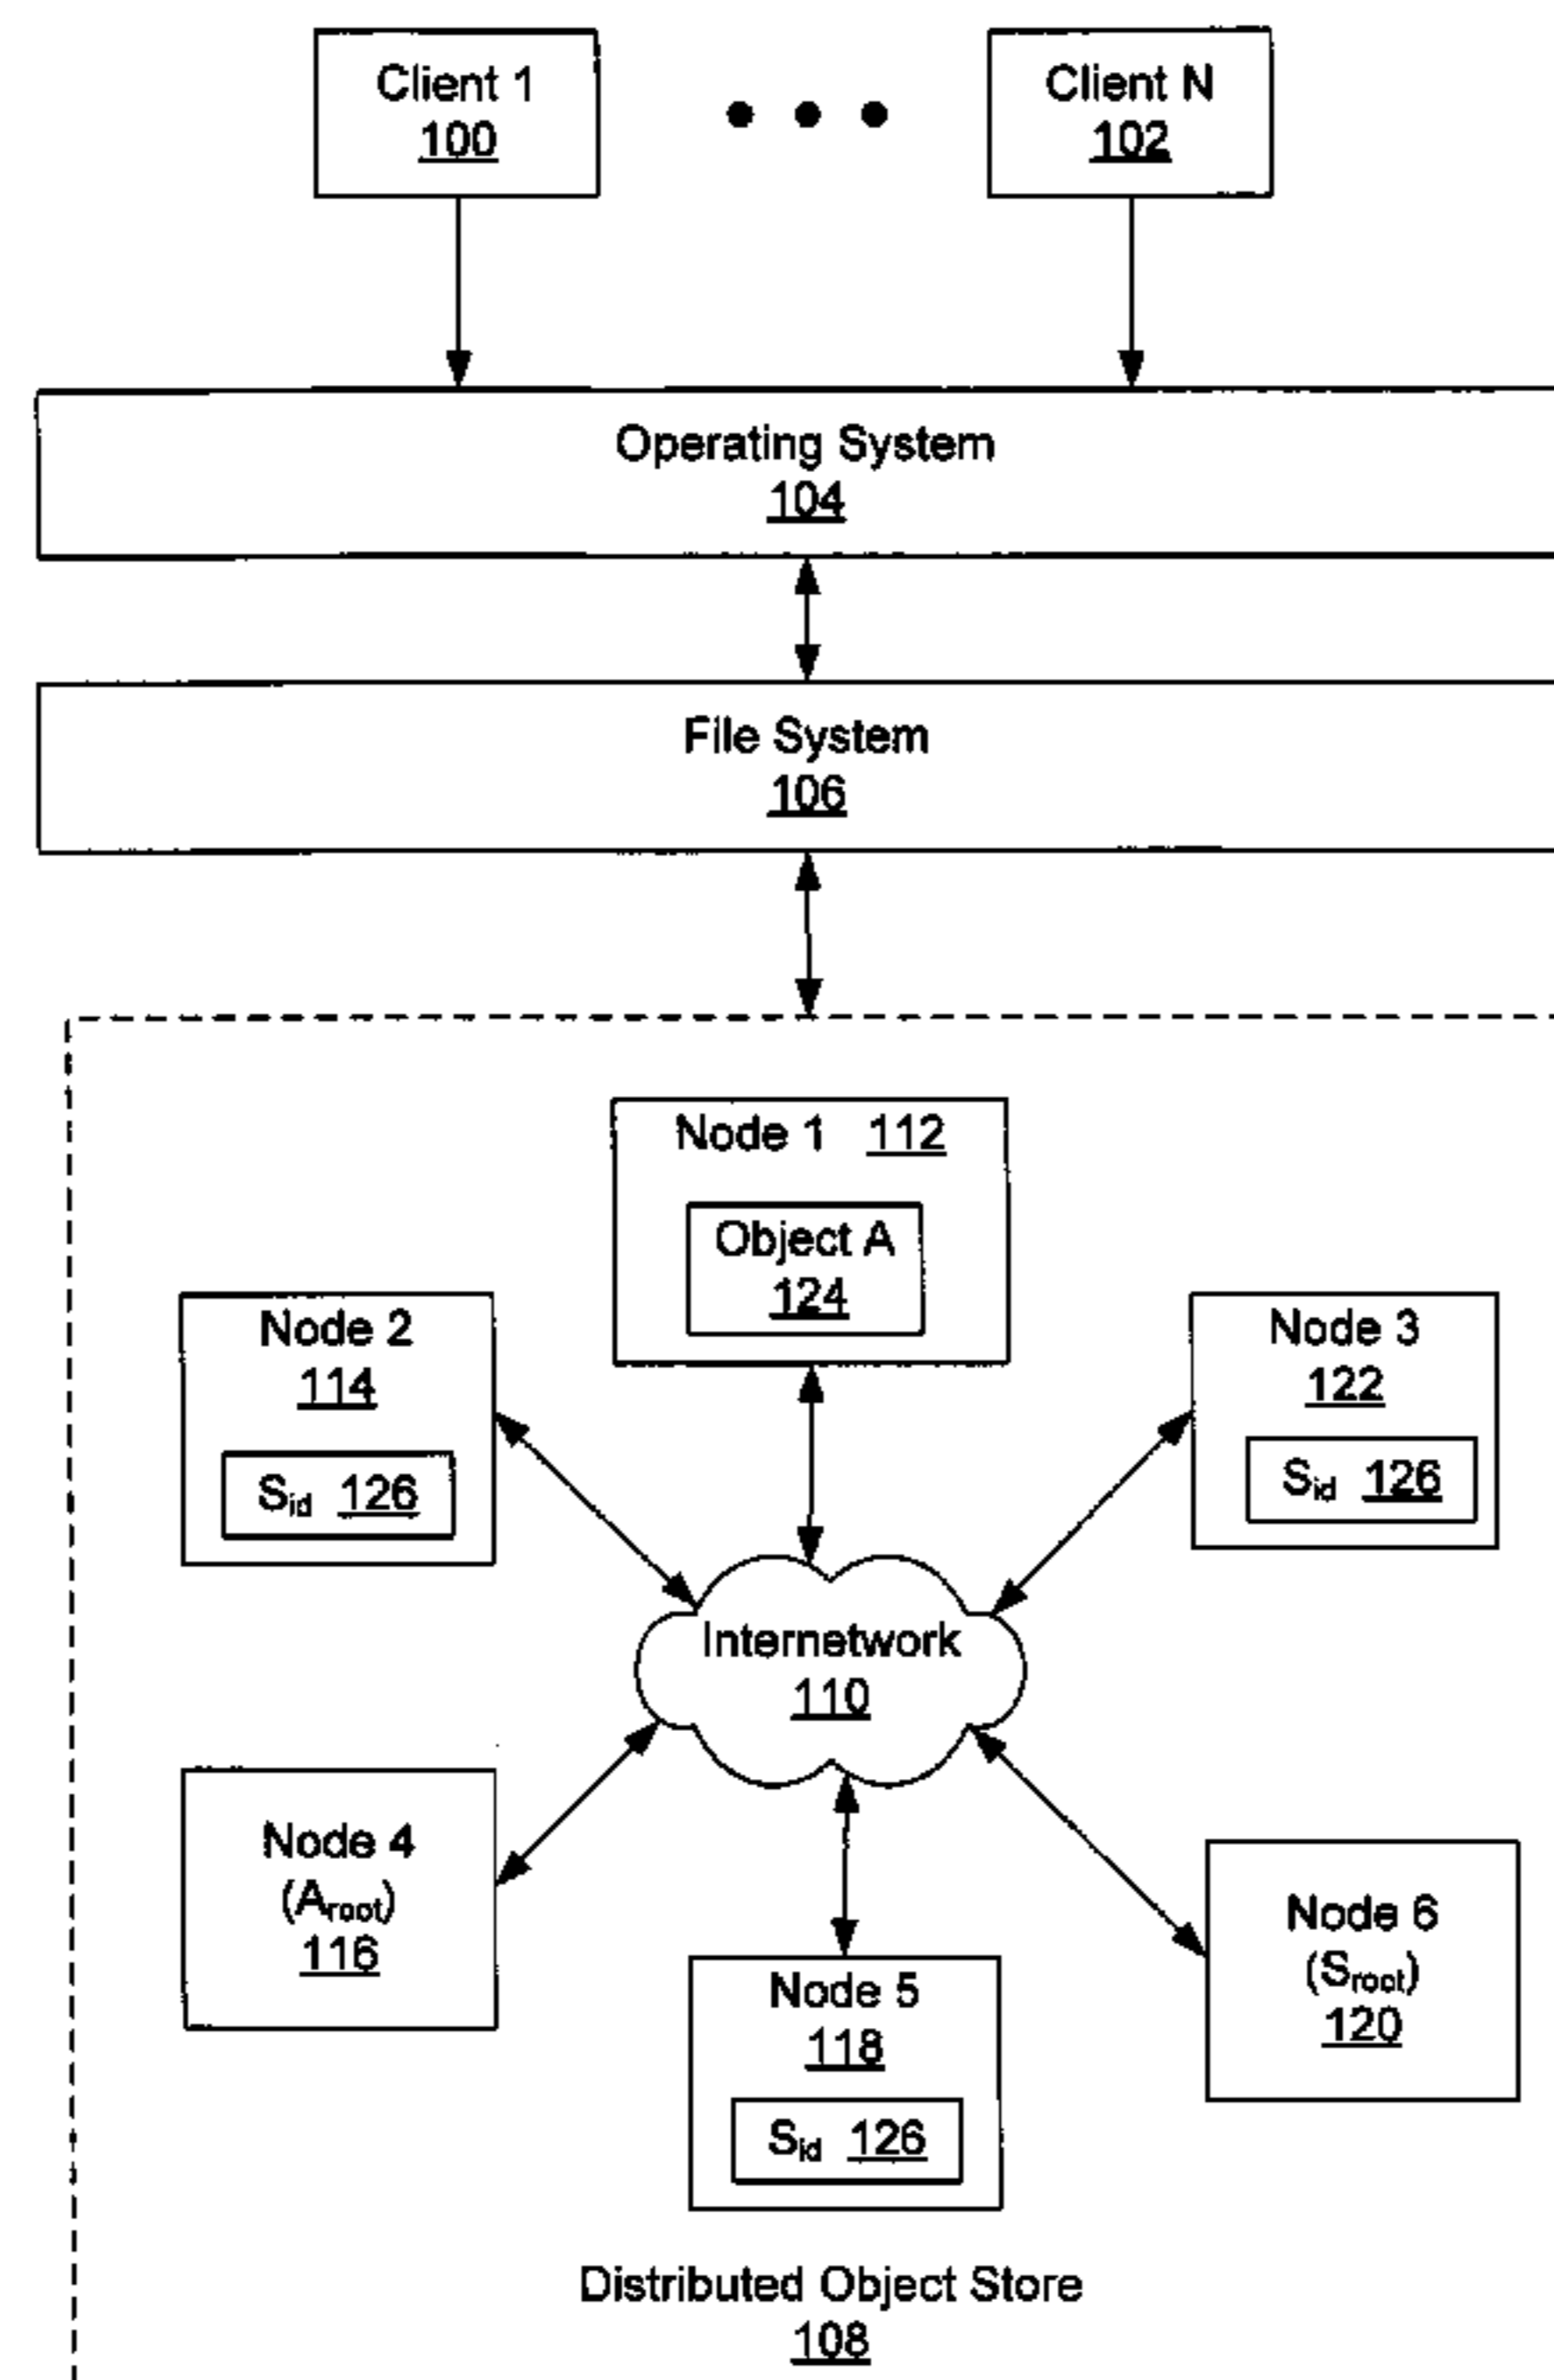 Client 1
100
Client N
102
Operating System
104
File System
106
Node 1 112
Object A
124
Node 2
114
Sid 126
Node 3
122
Sid 126
Internetwork
110
Node 4
(Aroot)
116
Node 5
118
Sid 126
Node 6
(Sroot)
120
Distributed Object Store
108